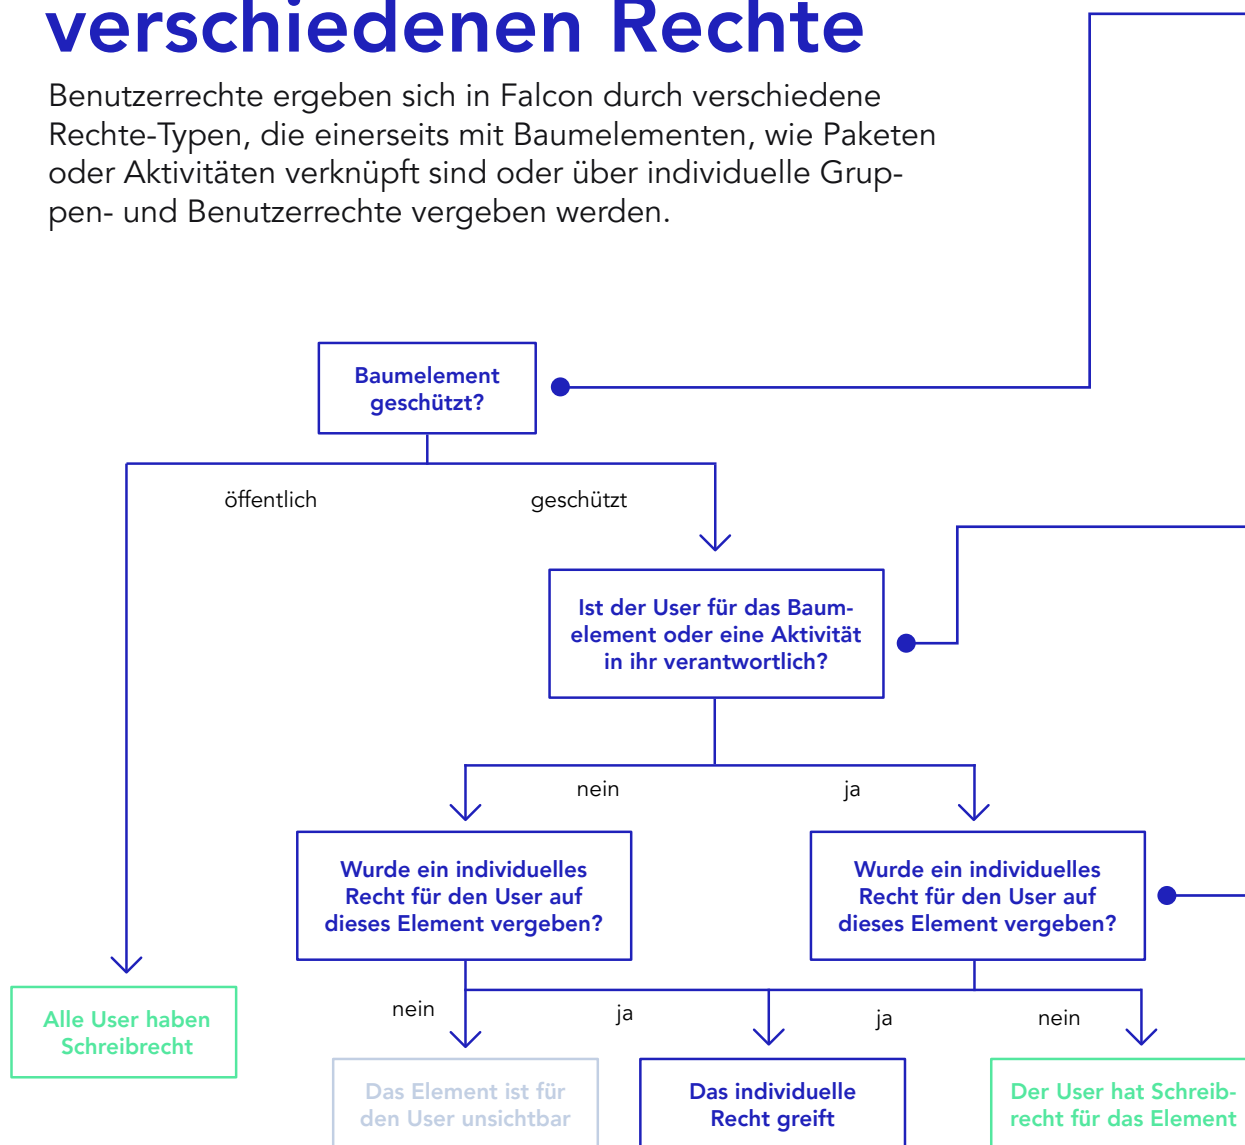 verschiedenen Rechte
Benutzerrechte ergeben sich in Falcon durch verschiedene
Rechte-Typen, die einerseits mit Baumelementen, wie Paketen
oder Aktivitäten verknüpft sind oder über individuelle Grup-
pen- und Benutzerrechte vergeben werden.
Baumelement
geschützt?
öffentlich
geschützt
Ist der User für das Baum-
element oder eine Aktivität
in ihr verantwortlich?
nein
ja
Wurde ein individuelles
Recht für den User auf
dieses Element vergeben?
Wurde ein individuelles
Recht für den User auf
dieses Element vergeben?
Alle User haben
Schreibrecht
nein
ja
ja
nein
Das Element ist für
den User unsichtbar
Das individuelle
Recht greift
Der User hat Schreib-
recht für das Element